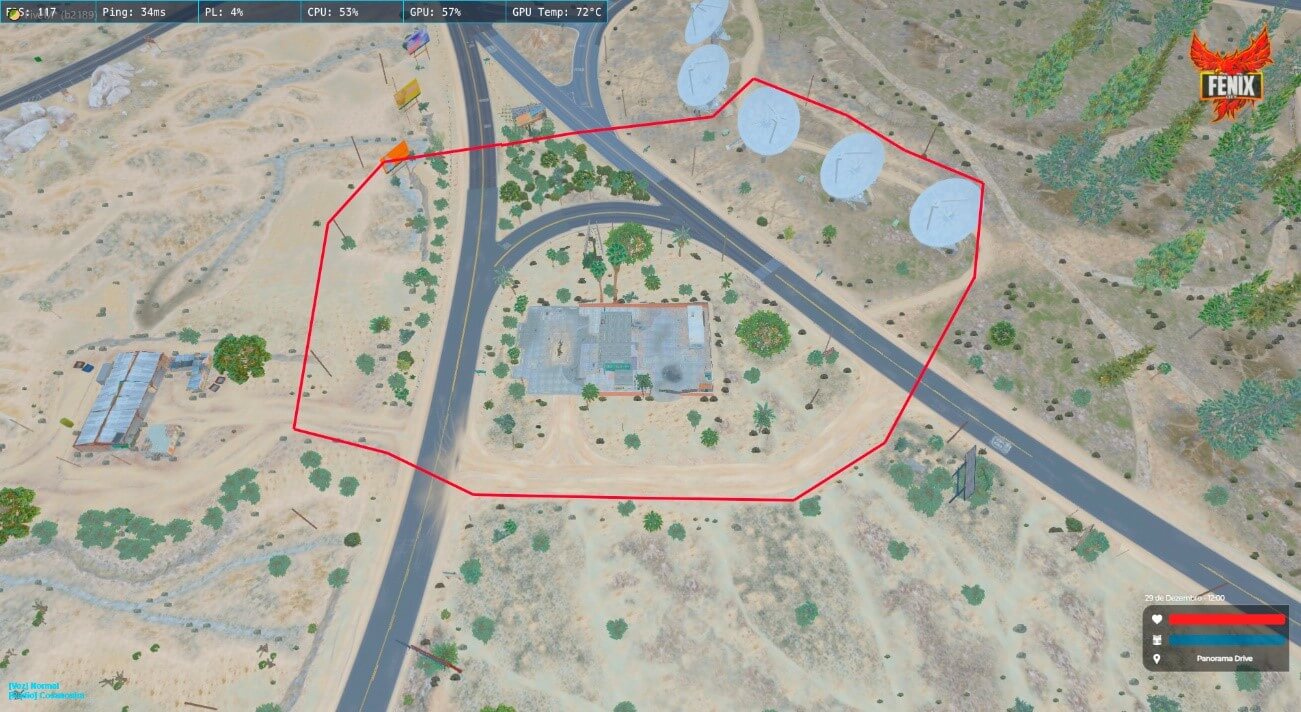 FPS: 117 Ping: 34ms PL: 4% CPU: 53% GPU: 57% GPU Temp: 72°C
(b2189)
FENIX
29 de Dezembro - 12:00
Panorama Drive
[Voz] Normal